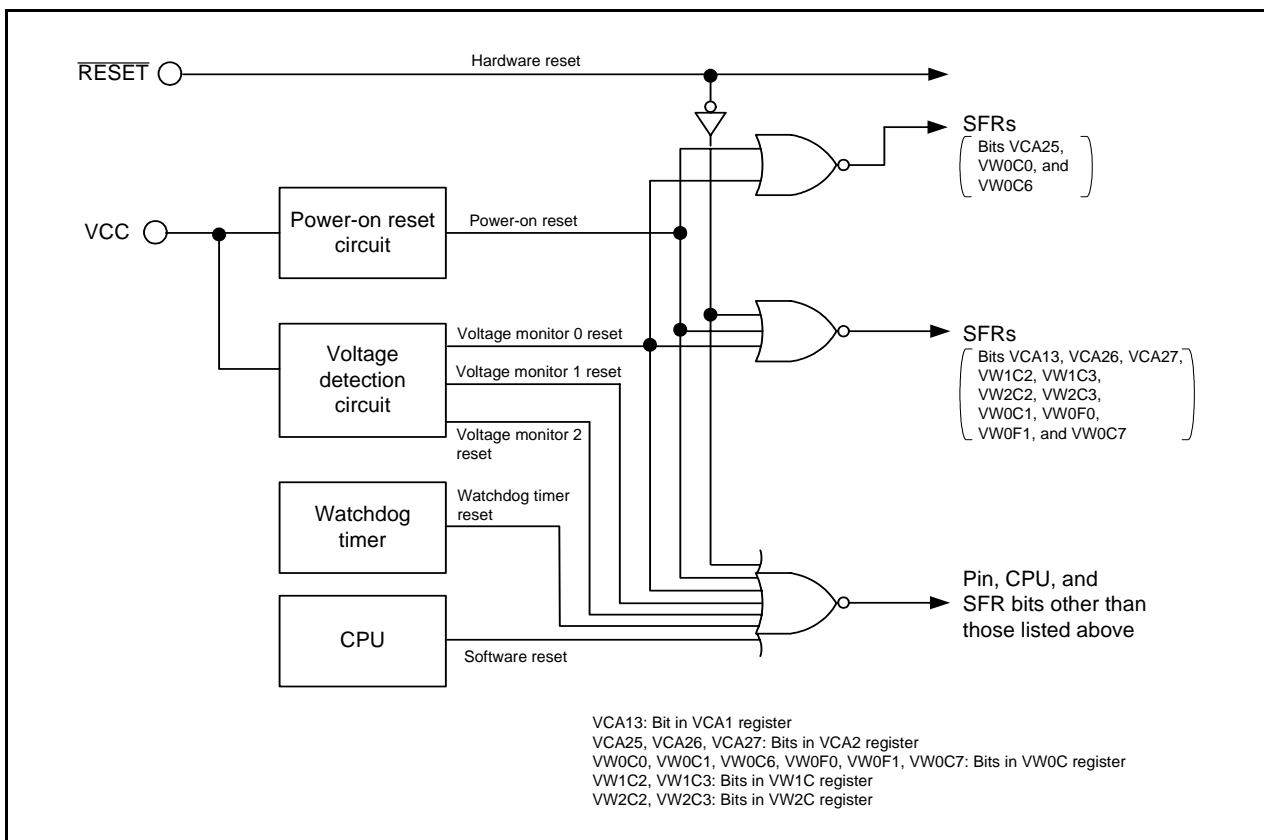 RESET
Hardware reset
SFRs
Bits VCA25,
VW0C0, and
VW0C6
VCC
Power-on reset
circuit
Power-on reset
Voltage
detection
circuit
Voltage monitor 0 reset
Voltage monitor 1 reset
Voltage monitor 2
reset
SFRs
Bits VCA13, VCA26, VCA27,
VW1C2, VW1C3,
VW2C2, VW2C3,
VW0C1, VW0F0,
VW0F1, and VW0C7
Watchdog
timer
Watchdog timer
reset
CPU
Software reset
Pin, CPU, and
SFR bits other than
those listed above
VCA13: Bit in VCA1 register
VCA25, VCA26, VCA27: Bits in VCA2 register
VW0C0, VW0C1, VW0C6, VW0F0, VW0F1, VW0C7: Bits in VW0C register
VW1C2, VW1C3: Bits in VW1C register
VW2C2, VW2C3: Bits in VW2C register